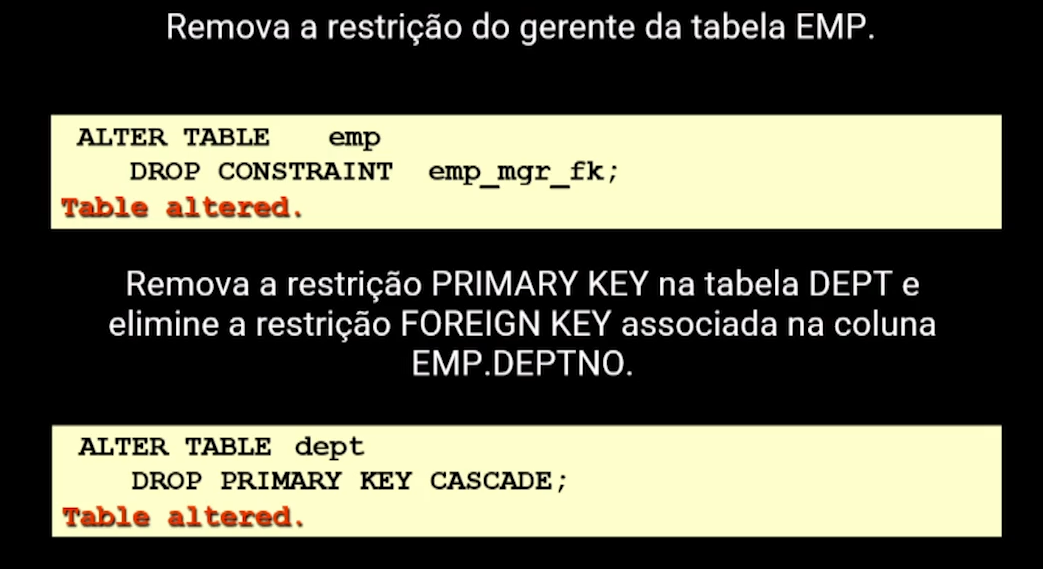 Remova a restrição do gerente da tabela EMP.
ALTER TABLE emp
DROP CONSTRAINT emp_mgr_fk;
Table altered.
Remova a restrição PRIMARY KEY na tabela DEPT e
elimine a restrição FOREIGN KEY associada na coluna
EMP.DEPTNO.
ALTER TABLE dept
DROP PRIMARY KEY CASCADE;
Table altered.